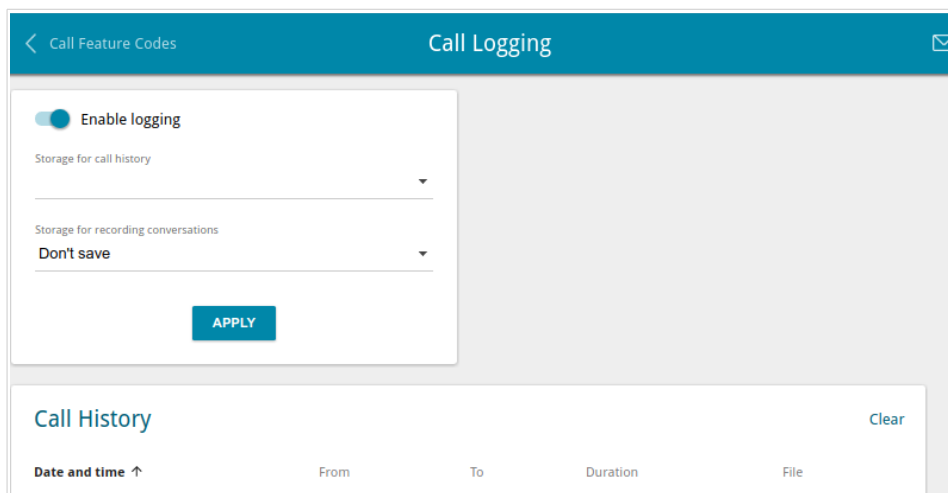 Call Feature Codes Call Logging
Enable logging
Storage for call history
Storage for recording conversations
Don't save
APPLY
Call History Clear
Date and time ↑ From To Duration File